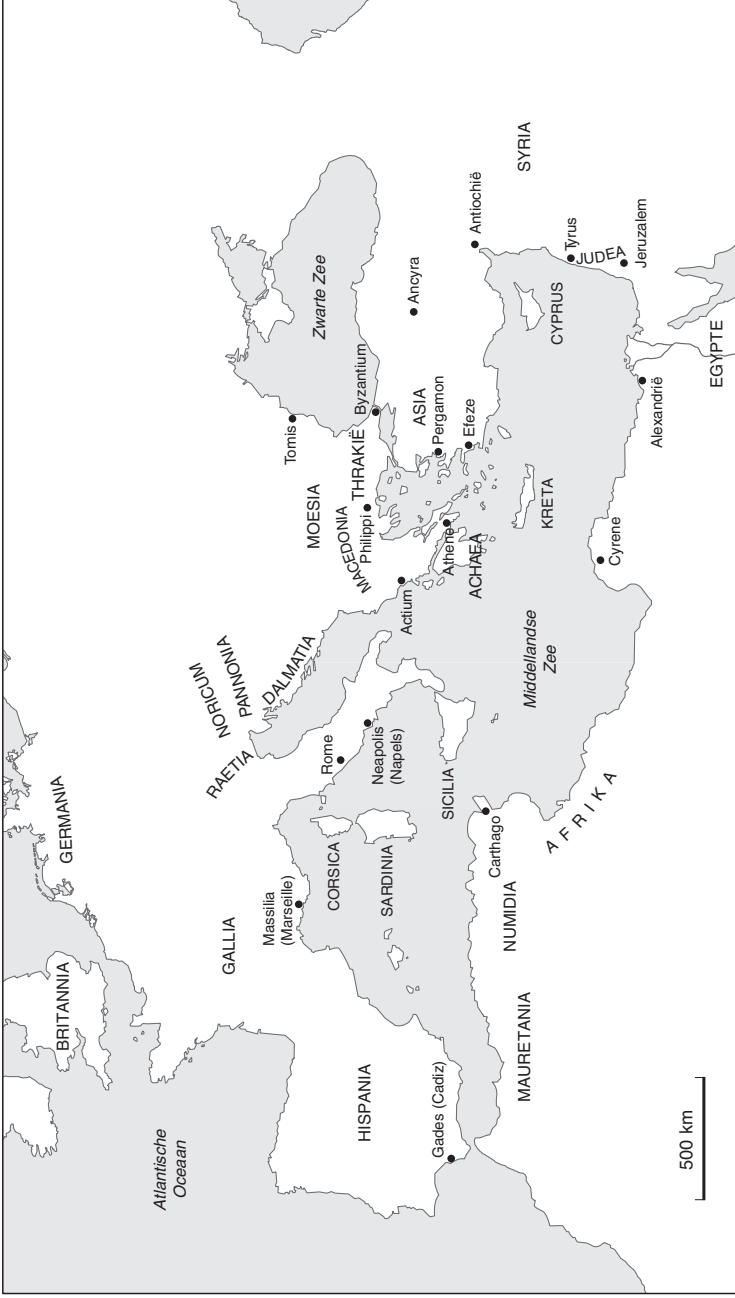 Atlantische
Oceaan
BRITANNIA
GERMANIA
GALLIA
RAETIA
NORICUM
PANNONIA
DALMATIA
MOESIA
Tomis
Zwarte Zee
HISPANIA
Gades (Cadiz)
Massilia
(Marseille)
CORSICA
SARDINIA
Rome
Neapolis
(Napels)
SICILIA
MACEDONIA
Philippi
THRAKIË
Byzantium
Actium
Athene
ACHAEA
ASIA
Pergamon
Efeze
Ancyra
Antiochië
SYRIA
CYPRUS
Tyrus
JUDEA
Jeruzalem
KRETA
Middellandse
Zee
MAURETANIA
NUMIDIA
Carthago
AFRIKA
Cyrene
Alexandrië
EGYPTE
500 km